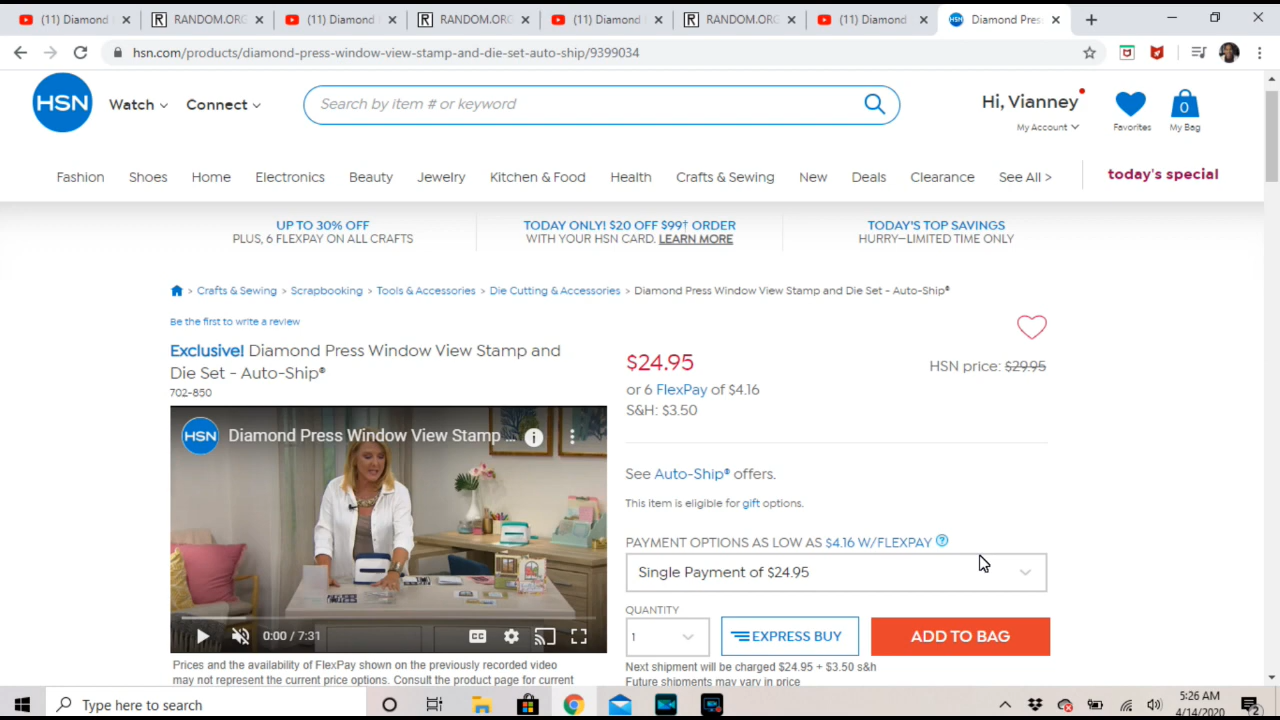 (11) Diamond
RANDOM.ORG
(11) Diamond
RANDOM.ORG
(11) Diamond
RANDOM.ORG
(11) Diamond
Diamond Pres
hsn.com/products/diamond-press-window-view-stamp-and-die-set-auto-ship/9399034
HSN
Watch
Connect
Search by item # or keyword
Hi, Vianney
My Account
Favorites
0
My Bag
Fashion
Shoes
Home
Electronics
Beauty
Jewelry
Kitchen & Food
Health
Crafts & Sewing
New
Deals
Clearance
See All >
today's special
UP TO 30% OFF
PLUS, 6 FLEXPAY ON ALL CRAFTS
TODAY ONLY! $20 OFF $99† ORDER
WITH YOUR HSN CARD. LEARN MORE
TODAY'S TOP SAVINGS
HURRY—LIMITED TIME ONLY
> Crafts & Sewing > Scrapbooking > Tools & Accessories > Die Cutting & Accessories > Diamond Press Window View Stamp and Die Set - Auto-Ship®
Be the first to write a review
Exclusive! Diamond Press Window View Stamp and
Die Set - Auto-Ship®
702-850
HSN
Diamond Press Window View Stamp ...
0:00 / 7:31
CC
Prices and the availability of FlexPay shown on the previously recorded video
may not represent the current price options. Consult the product page for current
$24.95
HSN price: $29.95
or 6 FlexPay of $4.16
S&H: $3.50
See Auto-Ship® offers.
This item is eligible for gift options.
PAYMENT OPTIONS AS LOW AS $4.16 W/FLEXPAY ?
Single Payment of $24.95
QUANTITY
1
EXPRESS BUY
ADD TO BAG
Next shipment will be charged $24.95 + $3.50 s&h
Future shipments may vary in price
Type here to search
5:26 AM
4/14/2020
2